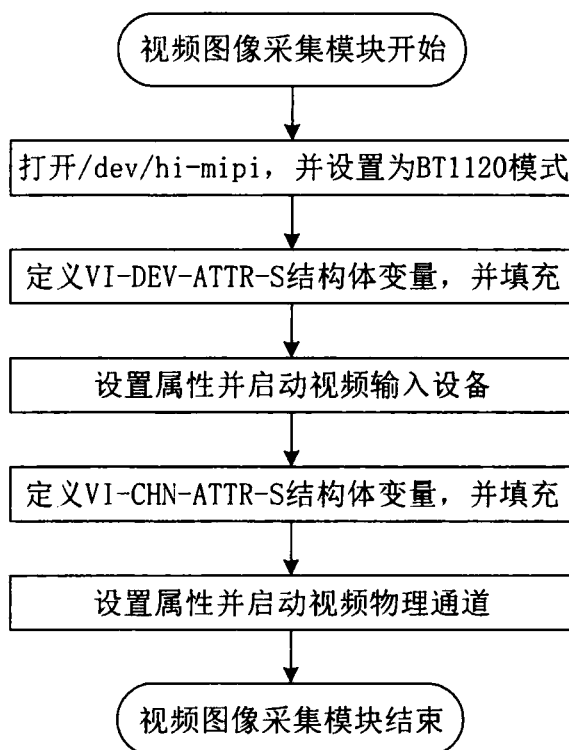 视频图像采集模块开始
打开/dev/hi-mipi，并设置为BT1120模式
定义VI-DEV-ATTR-S结构体变量，并填充
设置属性并启动视频输入设备
定义VI-CHN-ATTR-S结构体变量，并填充
设置属性并启动视频物理通道
视频图像采集模块结束